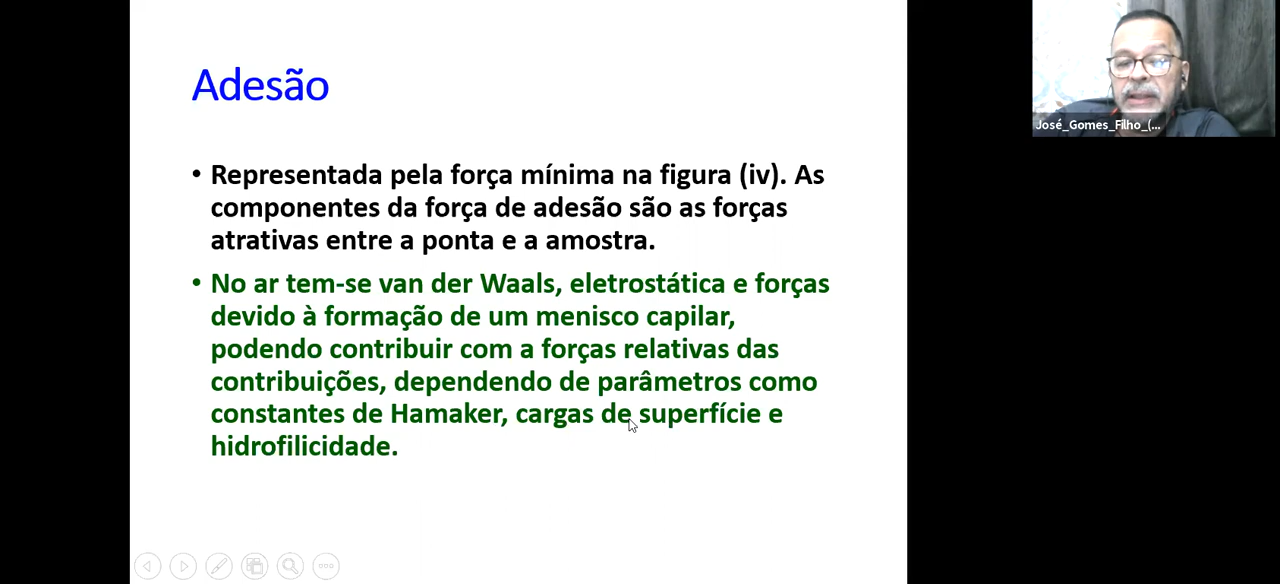 Adesão
• Representada pela força mínima na figura (iv). As
componentes da força de adesão são as forças
atrativas entre a ponta e a amostra.
• No ar tem-se van der Waals, eletrostática e forças
devido à formação de um menisco capilar,
podendo contribuir com a forças relativas das
contribuições, dependendo de parâmetros como
constantes de Hamaker, cargas de superfície e
hidrofilicidade.
José_Gomes_Filho_(...